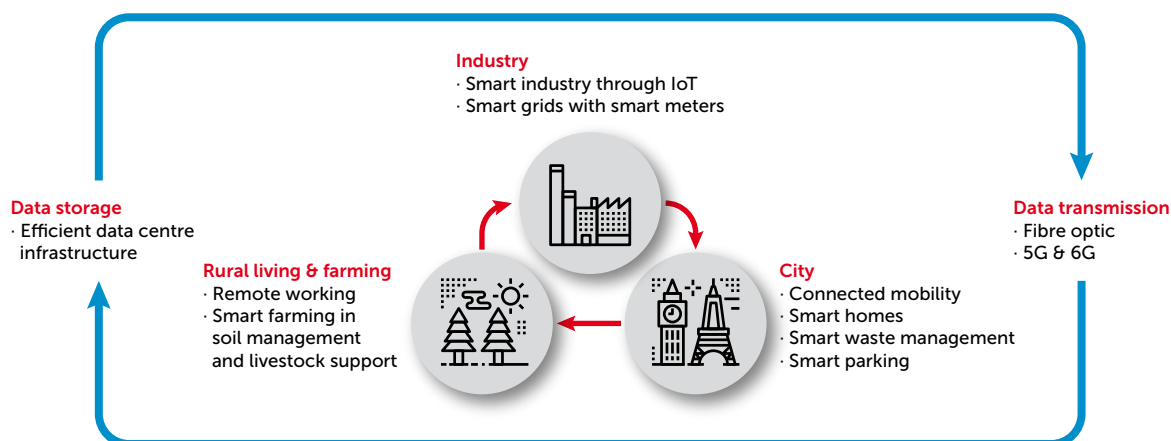 Industry
· Smart industry through IoT
· Smart grids with smart meters
Data storage
· Efficient data centre
infrastructure
Data transmission
· Fibre optic
· 5G & 6G
Rural living & farming
· Remote working
· Smart farming in
soil management
and livestock support
City
· Connected mobility
· Smart homes
· Smart waste management
· Smart parking